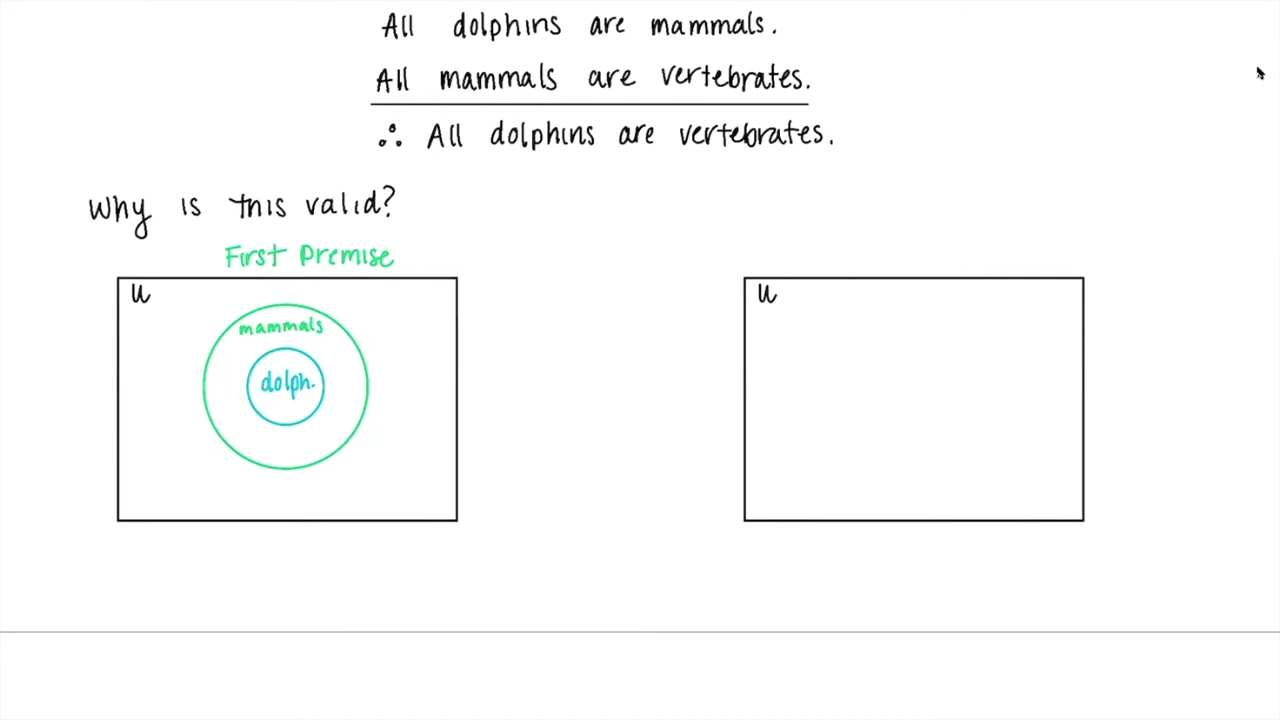 All dolphins are mammals.
All mammals are vertebrates.
∴ All dolphins are vertebrates.
Why is this valid?
First Premise
U
mammals
dolph.
U